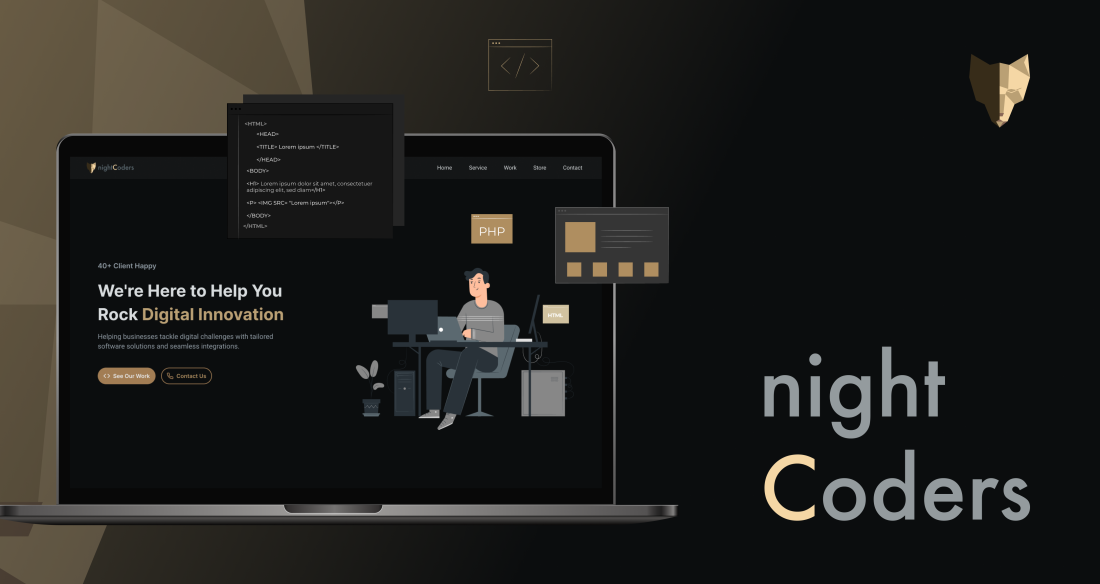 <HTML>
<HEAD>
<TITLE> Lorem Ipsum </TITLE>
</HEAD>
<BODY>
<H1> Lorem ipsum dolor sit amet, consectetuer
adipiscing elit, sed diam</H1>
<P> <IMG SRC> "Lorem ipsum"></P>
</BODY>
</HTML>
nightCoders
Home Service Work Store Contact
PHP
HTML
40+ Client Happy
We're Here to Help You
Rock Digital Innovation
Helping businesses tackle digital challenges with tailored
software solutions and seamless integrations.
<> See Our Work
Contact Us
</>
night
Coders